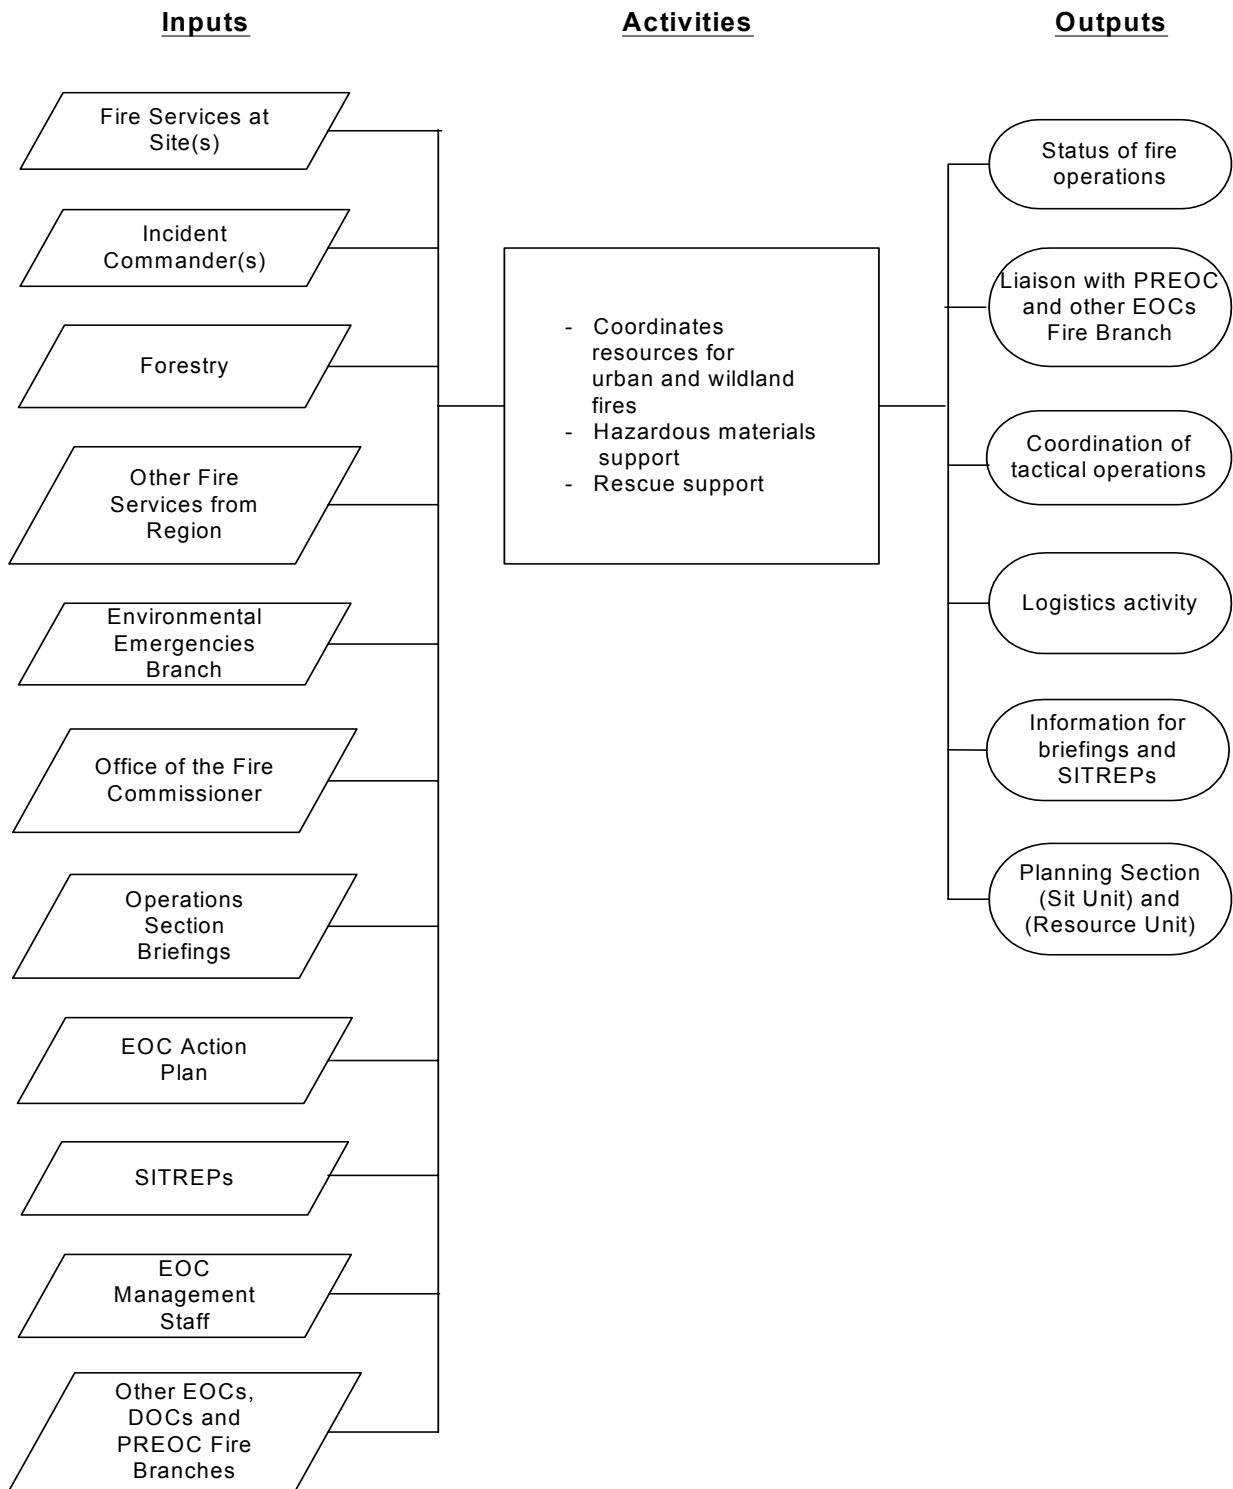 Inputs
Activities
Outputs
Fire Services at
Site(s)
Incident
Commander(s)
Forestry
Other Fire
Services from
Region
Environmental
Emergencies
Branch
Office of the Fire
Commissioner
Operations
Section
Briefings
EOC Action
Plan
SITREPs
EOC
Management
Staff
Other EOCs,
DOCs and
PREOC Fire
Branches
- Coordinates
resources for
urban and wildland
fires
- Hazardous materials
support
- Rescue support
Status of fire
operations
Liaison with PREOC
and other EOCs
Fire Branch
Coordination of
tactical operations
Logistics activity
Information for
briefings and
SITREPs
Planning Section
(Sit Unit) and
(Resource Unit)